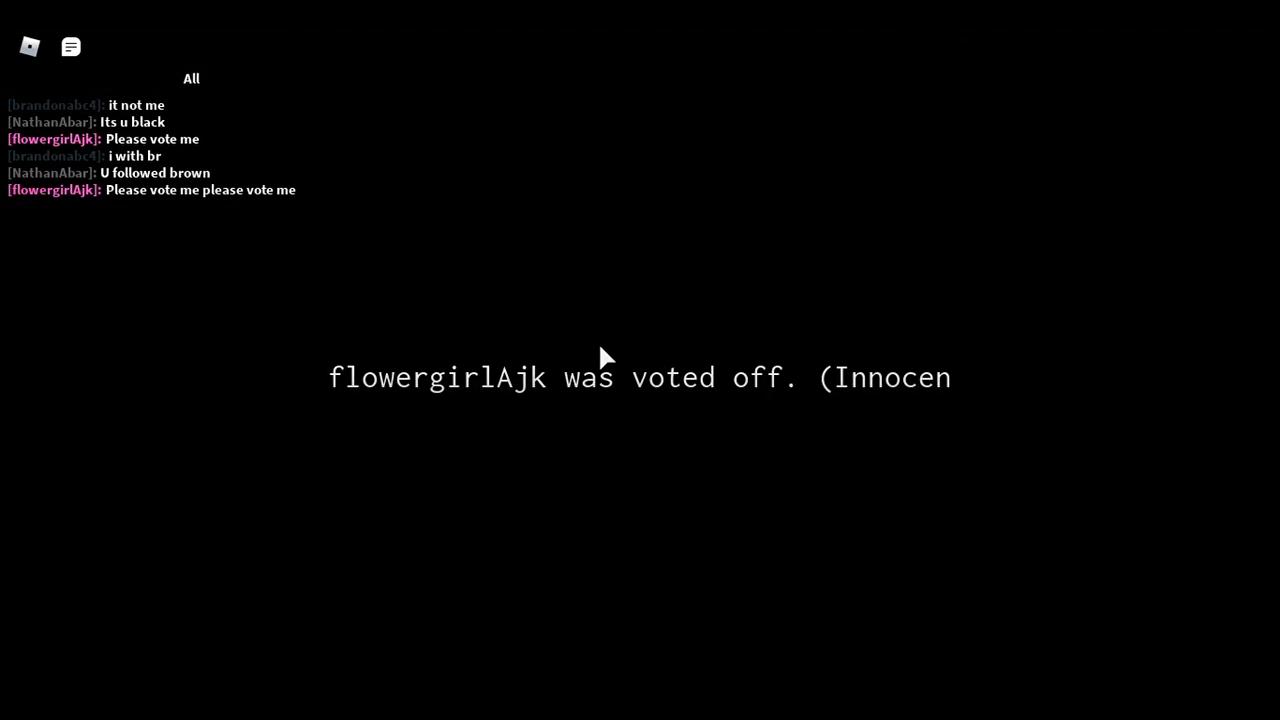 All
[brandonabc4]: it not me
[NathanAbar]: Its u black
[flowergirlAjk]: Please vote me
[brandonabc4]: i with br
[NathanAbar]: U followed brown
[flowergirlAjk]: Please vote me please vote me
flowergirlAjk was voted off. (Innocen